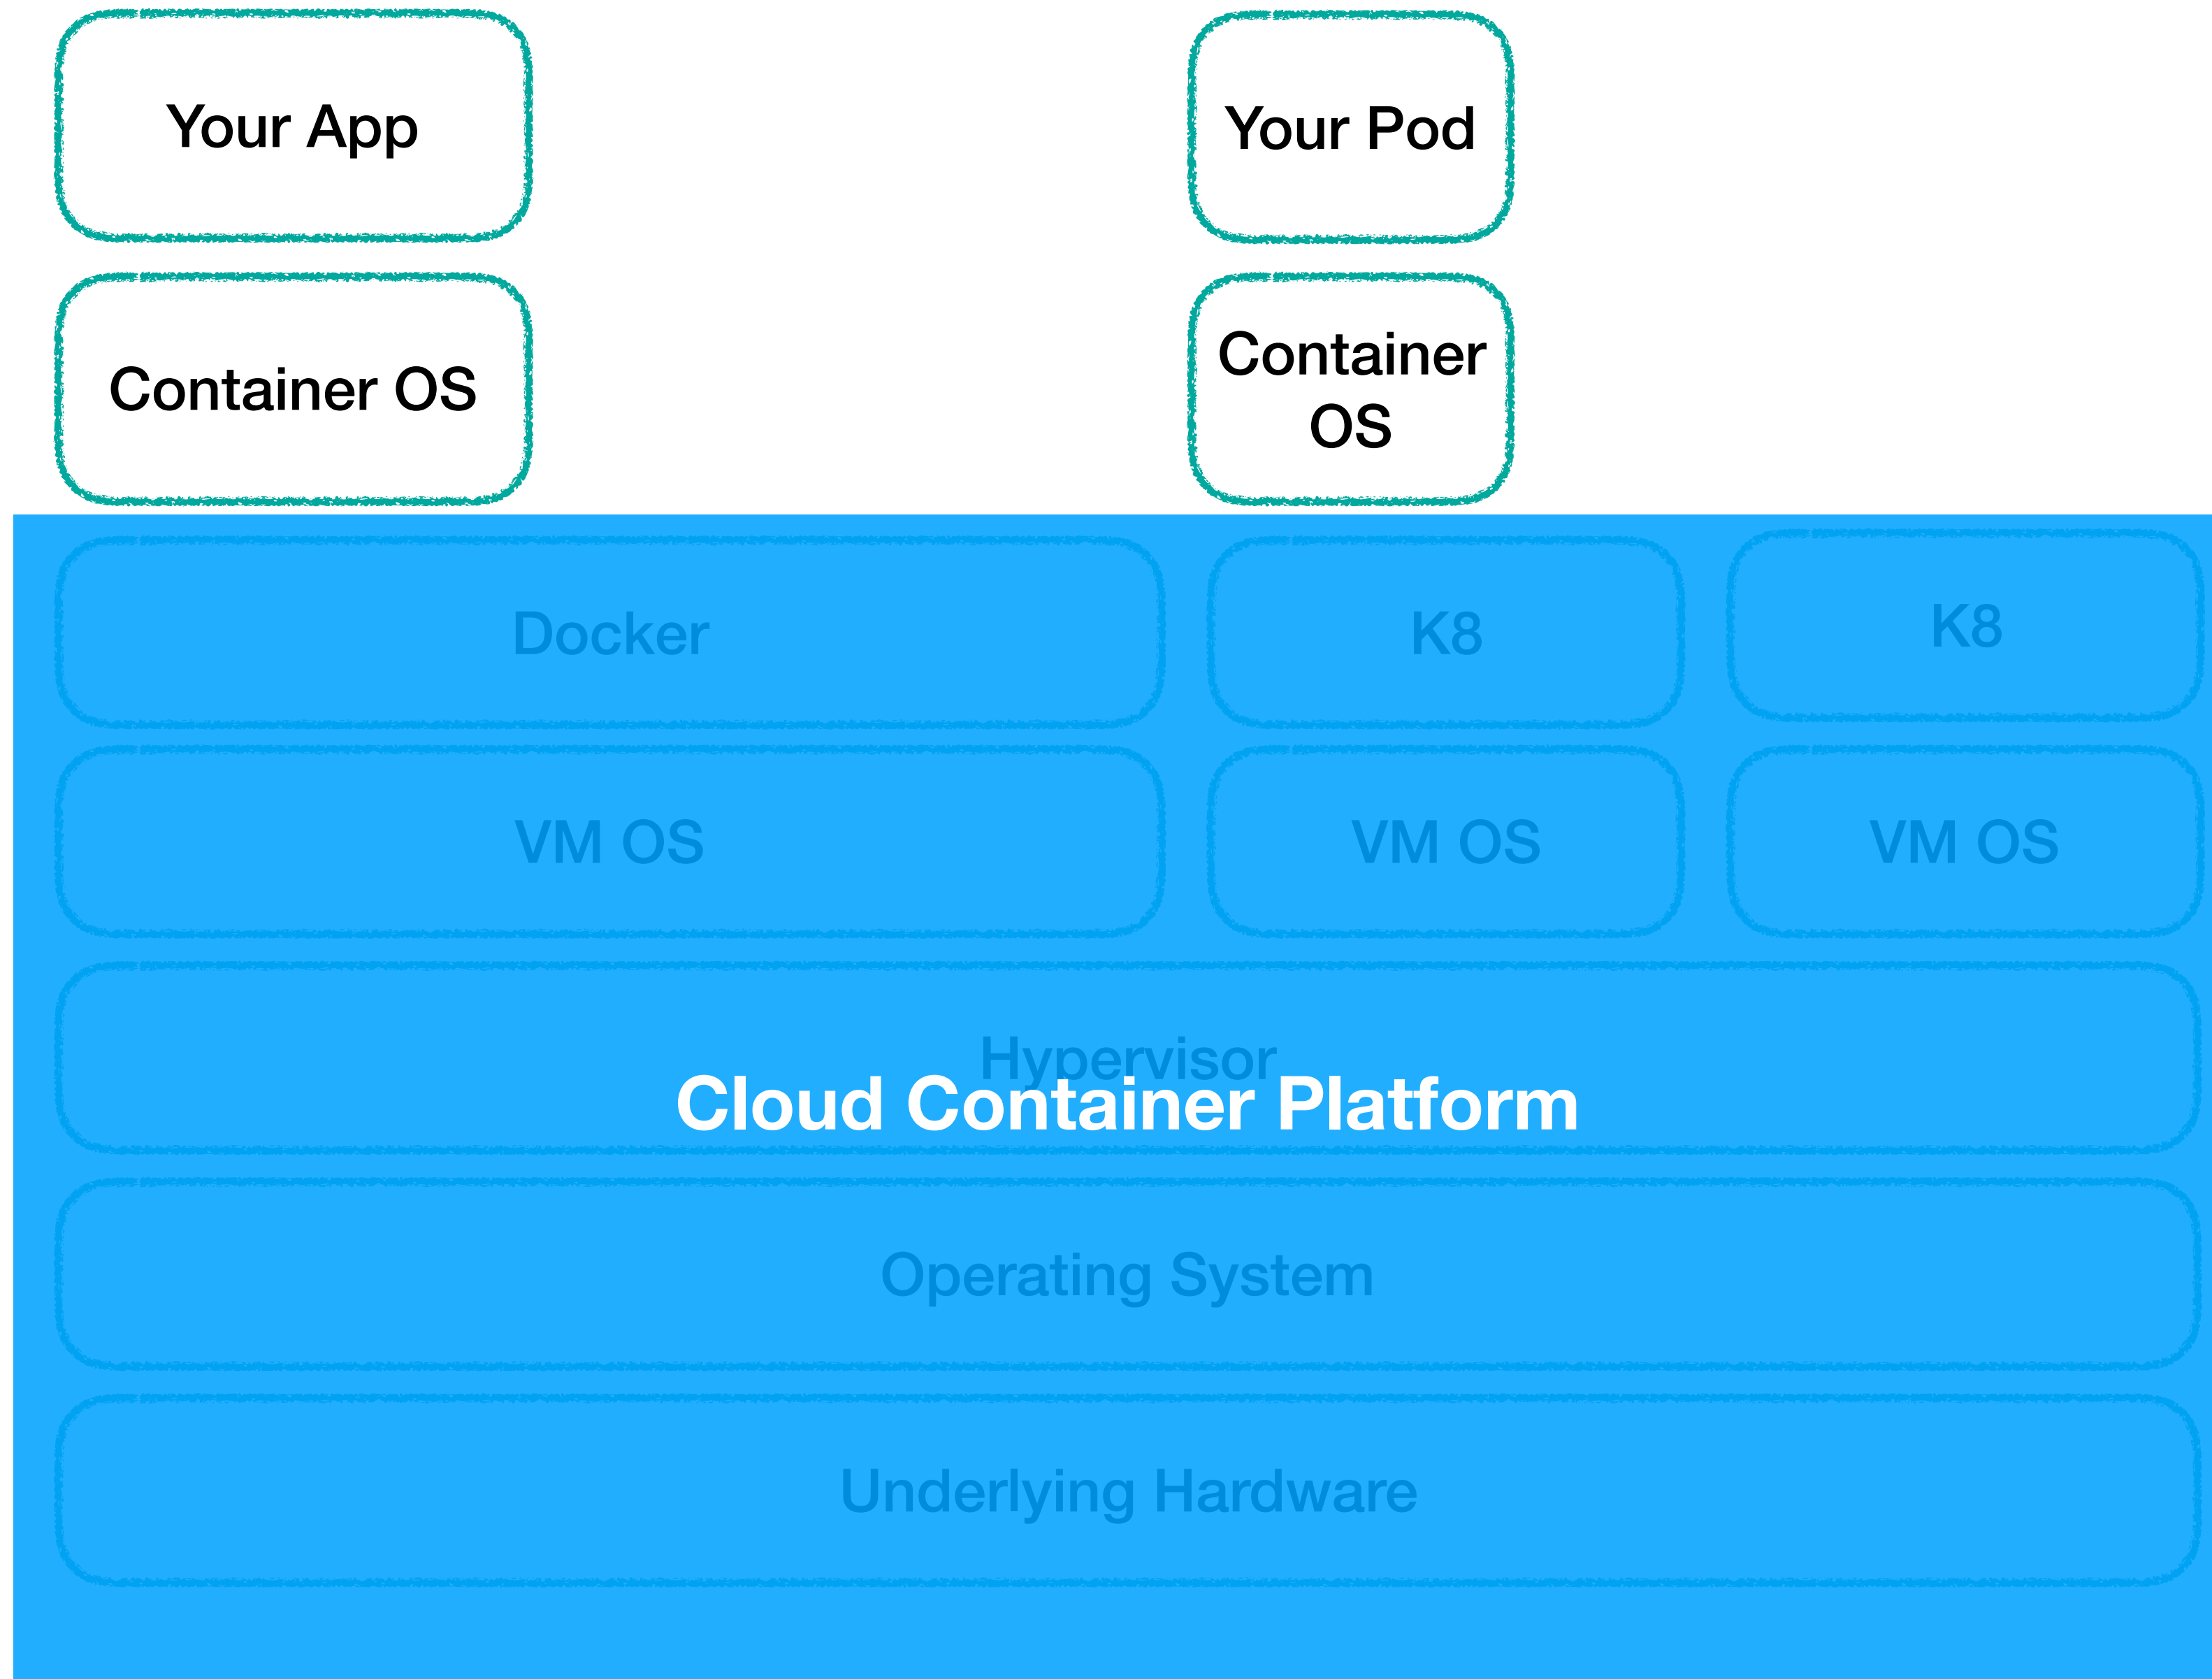 Your App
Your Pod
Container OS
Container
OS
Docker
K8
K8
VM OS
VM OS
VM OS
Hypervisor
Cloud Container Platform
Operating System
Underlying Hardware